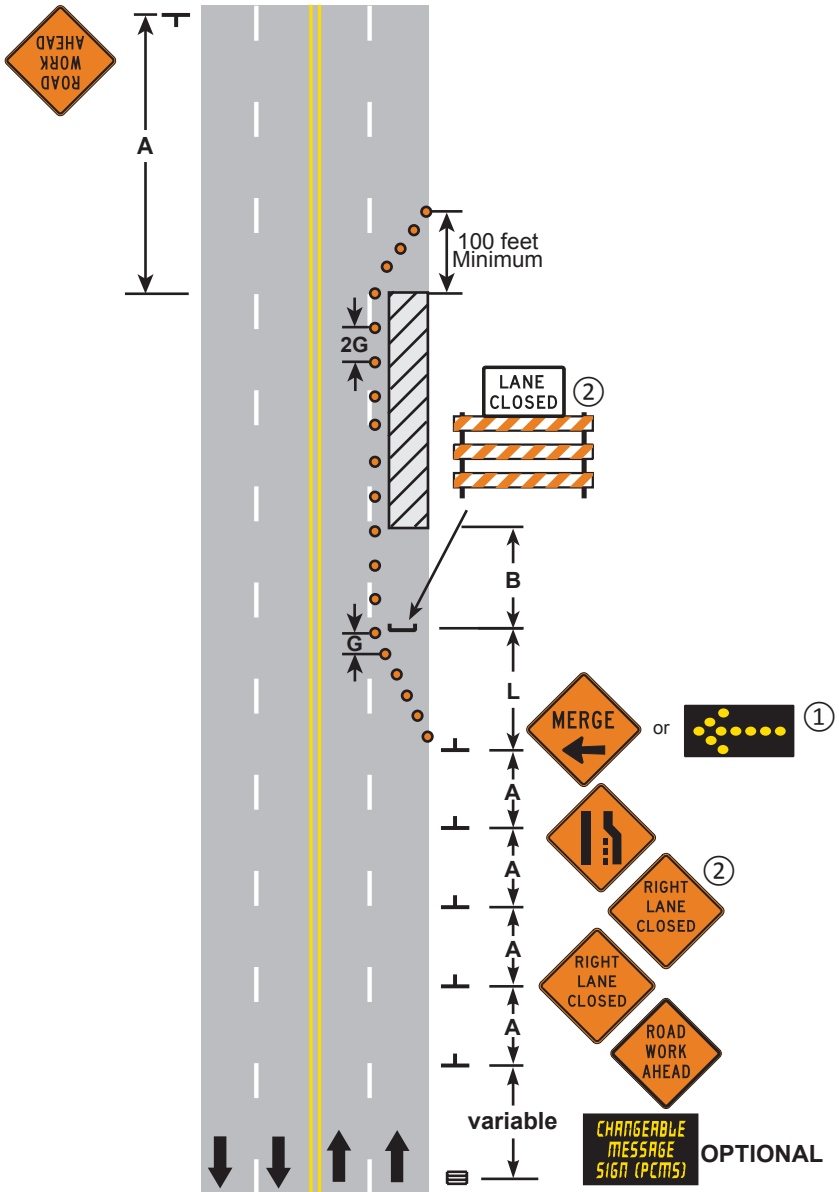 ROAD
WORK
AHEAD
A
100 feet
Minimum
2G
LANE
CLOSED
②
B
G
L
MERGE
or
①
A
A
②
RIGHT
LANE
CLOSED
A
RIGHT
LANE
CLOSED
A
ROAD
WORK
AHEAD
variable
CHANGEABLE
MESSAGE
SIGN (PCMS)
OPTIONAL